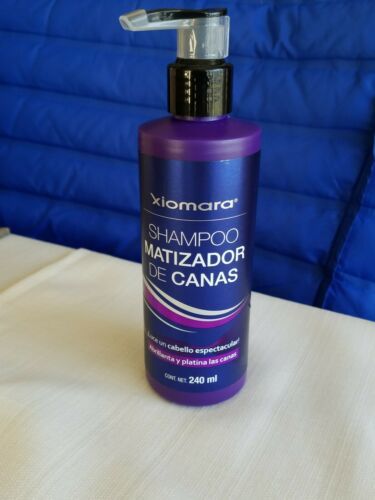 xiomara®
SHAMPOO
MATIZADOR
DE CANAS
¡Luce un cabello espectacular!
Abrillanta y platina las canas
CONT. NET. 240 ml